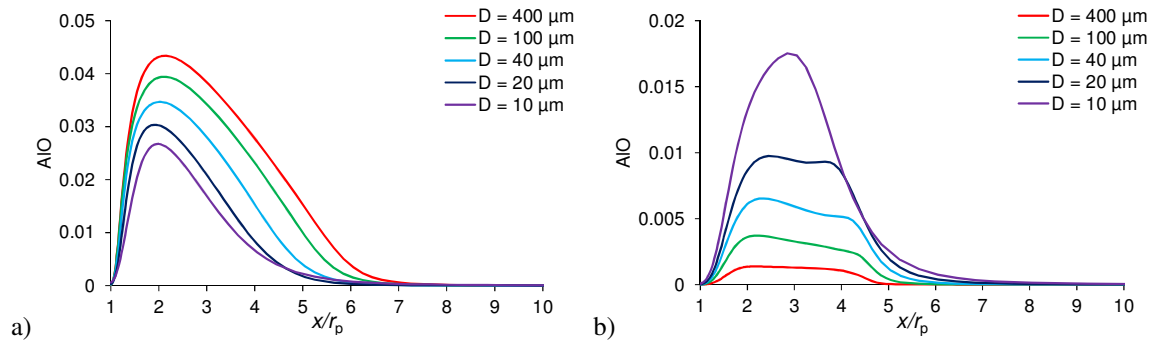 0.05
0.04
0.03
0.02
0.01
0
AlO
1 2 3 4 5 6 7 8 9 10
x/rp
D = 400 µm
D = 100 µm
D = 40 µm
D = 20 µm
D = 10 µm
a)
0.02
0.015
0.01
0.005
0
AlO
1 2 3 4 5 6 7 8 9 10
x/rp
D = 400 µm
D = 100 µm
D = 40 µm
D = 20 µm
D = 10 µm
b)